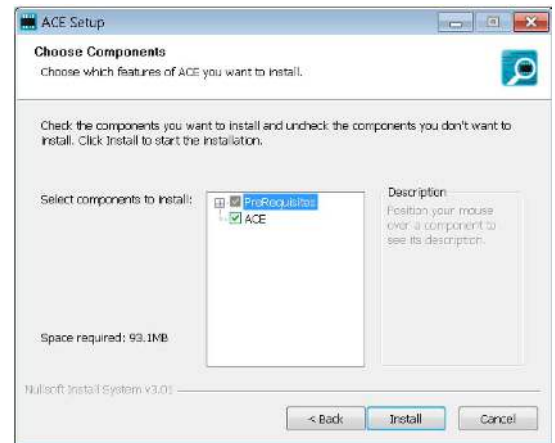 ACE Setup
Choose Components
Choose which features of ACE you want to install.
Check the components you want to install and uncheck the components you don't want to
install. Click Install to start the installation.
Select components to install:
PreRequisites
ACE
Description
Position your mouse
over a component to
see its description.
Space required: 93.1MB
Nullsoft Install System v3.01
< Back
Install
Cancel